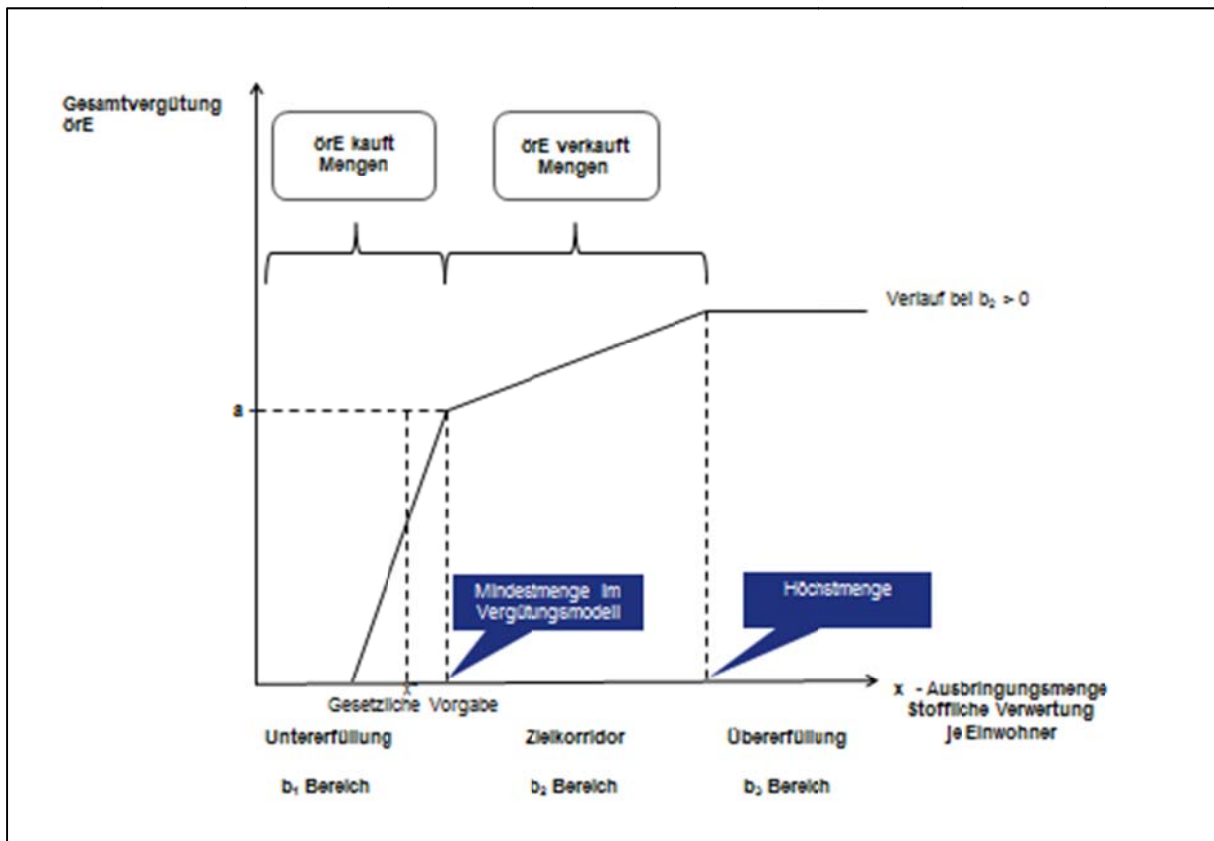 Gesamtvergütung
örE
örE kauft
Mengen
örE verkauft
Mengen
Verlauf bei b₂ > 0
a
Mindestmenge im
Vergütungsmodell
Höchstmenge
x
Gesetzliche Vorgabe
x - Ausbringungsmenge
Stoffliche Verwertung
je Einwohner
Untererfüllung
Zielkorridor
Übererfüllung
b₁ Bereich
b₂ Bereich
b₃ Bereich